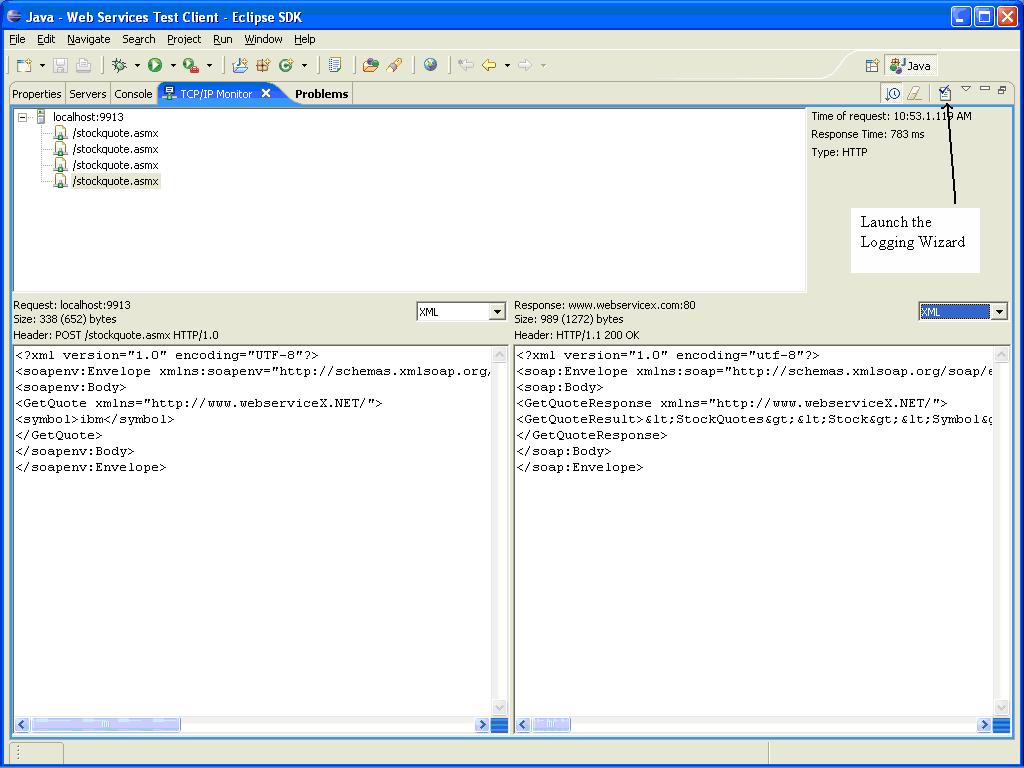 Java - Web Services Test Client - Eclipse SDK
File Edit Navigate Search Project Run Window Help
Java
Properties Servers Console TCP/IP Monitor Problems
localhost:9913
/stockquote.asmx
/stockquote.asmx
/stockquote.asmx
/stockquote.asmx
Time of request: 10:53.1.119 AM
Response Time: 783 ms
Type: HTTP
Launch the
Logging Wizard
Request: localhost:9913
Size: 338 (652) bytes
Header: POST /stockquote.asmx HTTP/1.0
XML
<?xml version="1.0" encoding="UTF-8"?>
<soapenv:Envelope xmlns:soapenv="http://schemas.xmlsoap.org/
<soapenv:Body>
<GetQuote xmlns="http://www.webserviceX.NET/">
<symbol>ibm</symbol>
</GetQuote>
</soapenv:Body>
</soapenv:Envelope>
Response: www.webservicex.com:80
Size: 989 (1272) bytes
Header: HTTP/1.1 200 OK
XML
<?xml version="1.0" encoding="utf-8"?>
<soap:Envelope xmlns:soap="http://schemas.xmlsoap.org/soap/e
<soap:Body>
<GetQuoteResponse xmlns="http://www.webserviceX.NET/">
<GetQuoteResult>&lt;StockQuotes&gt;&lt;Stock&gt;&lt;Symbol&g
</GetQuoteResponse>
</soap:Body>
</soap:Envelope>